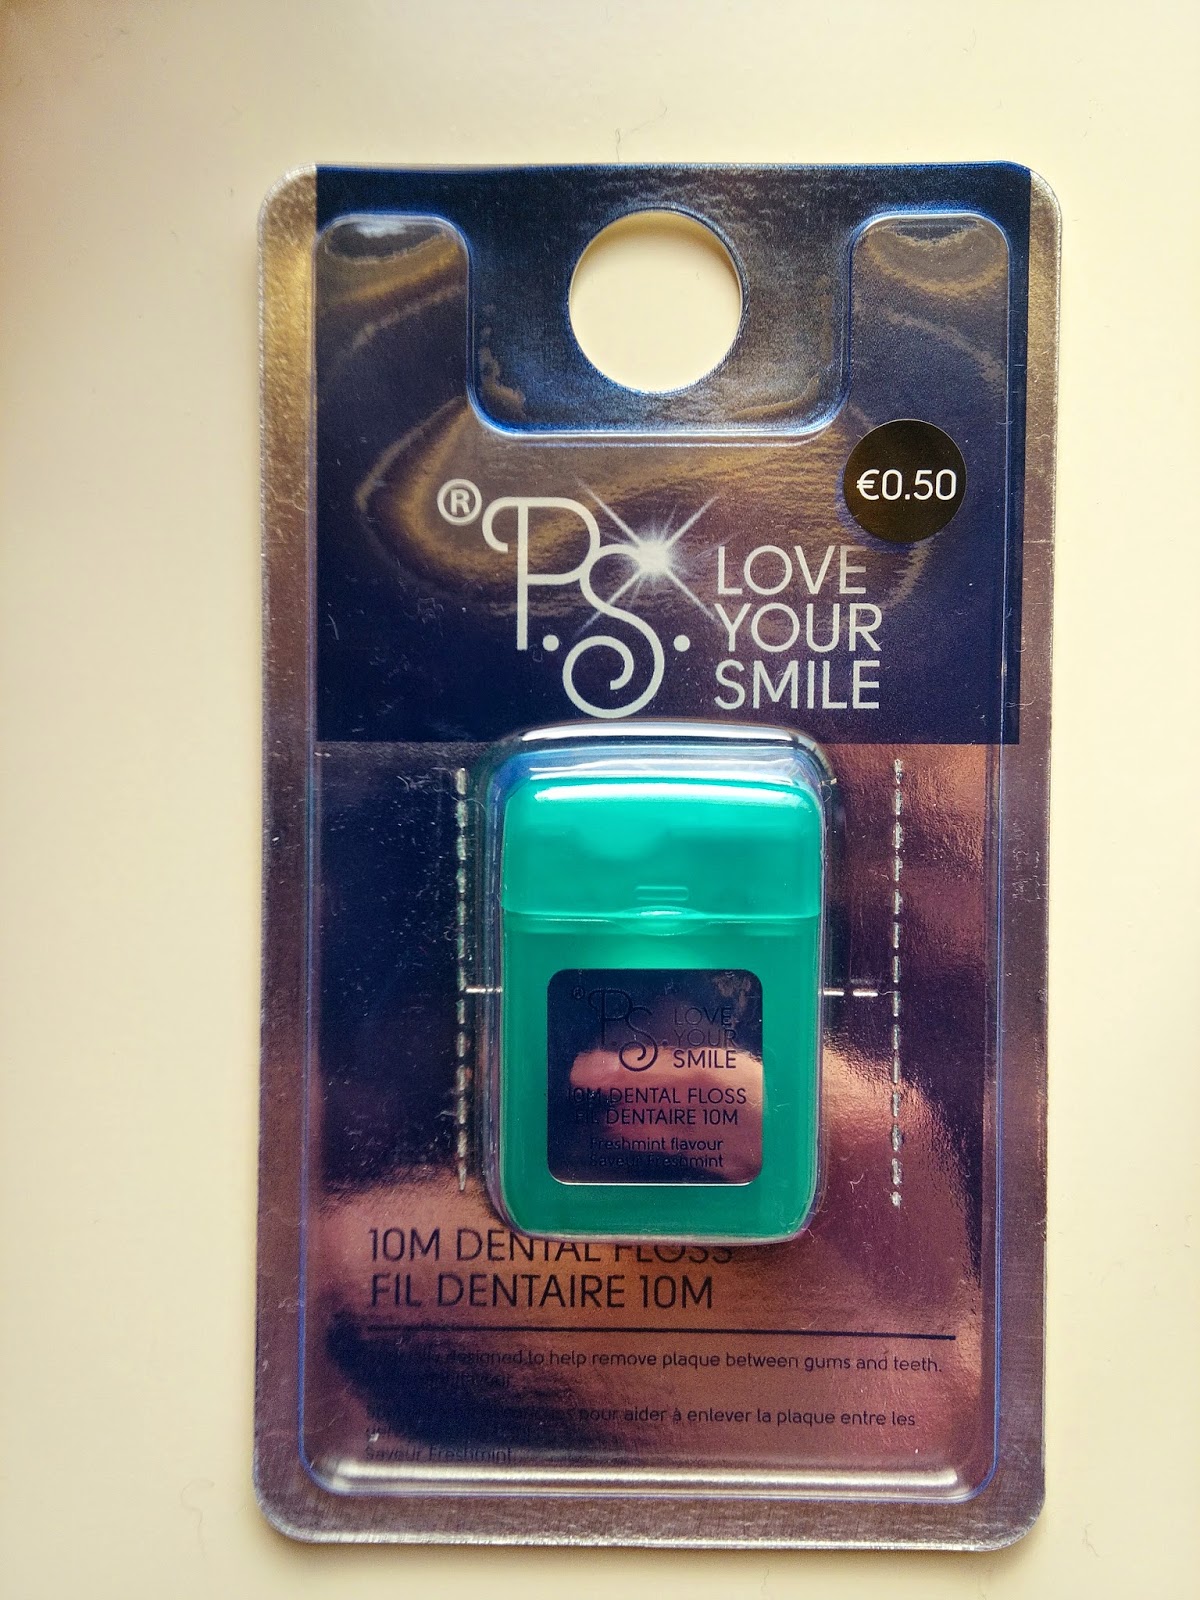 €0.50
® P.S.
LOVE
YOUR
SMILE
® P.S.
LOVE
YOUR
SMILE
10M DENTAL FLOSS
FIL DENTAIRE 10M
Freshmint flavour
Saveur Freshmint
10M DENTAL FLOSS
FIL DENTAIRE 10M
designed to help remove plaque between gums and teeth.
pour aider à enlever la plaque entre les
Saveur Freshmint